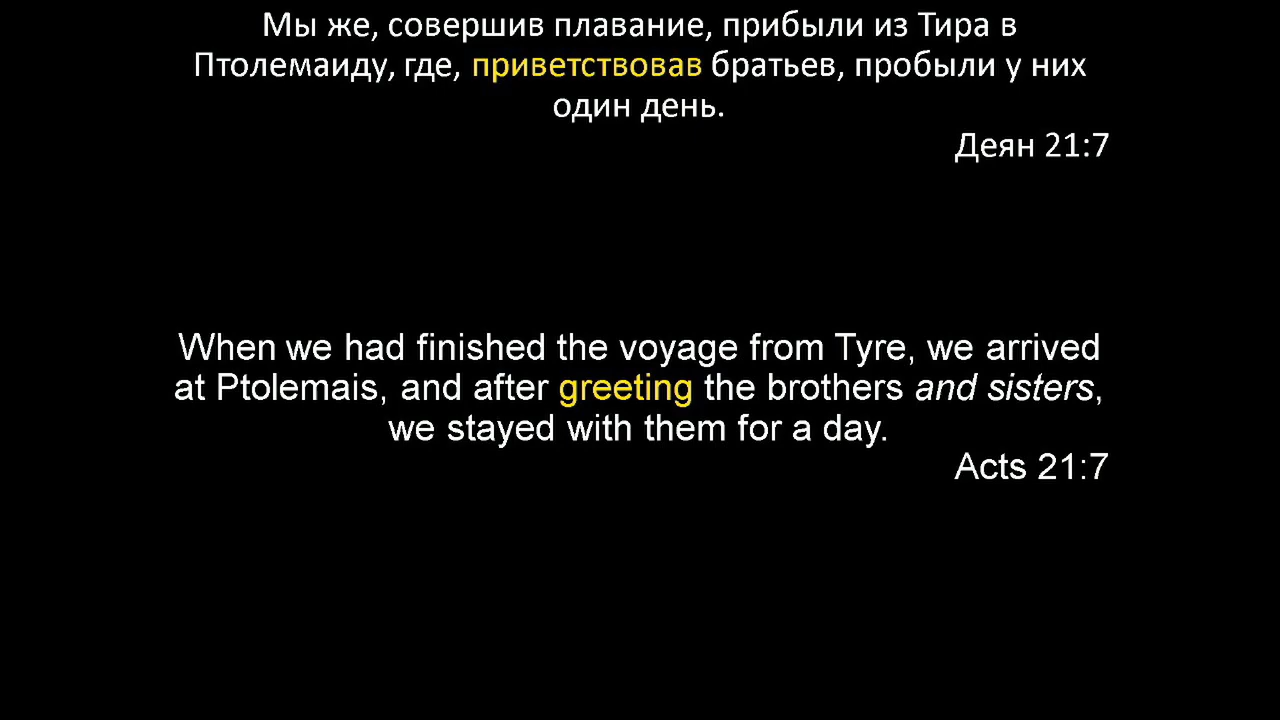 Мы же, совершив плавание, прибыли из Тира в
Птолемаиду, где, приветствовав братьев, пробыли у них
один день.
Деян 21:7
When we had finished the voyage from Tyre, we arrived
at Ptolemais, and after greeting the brothers and sisters,
we stayed with them for a day.
Acts 21:7